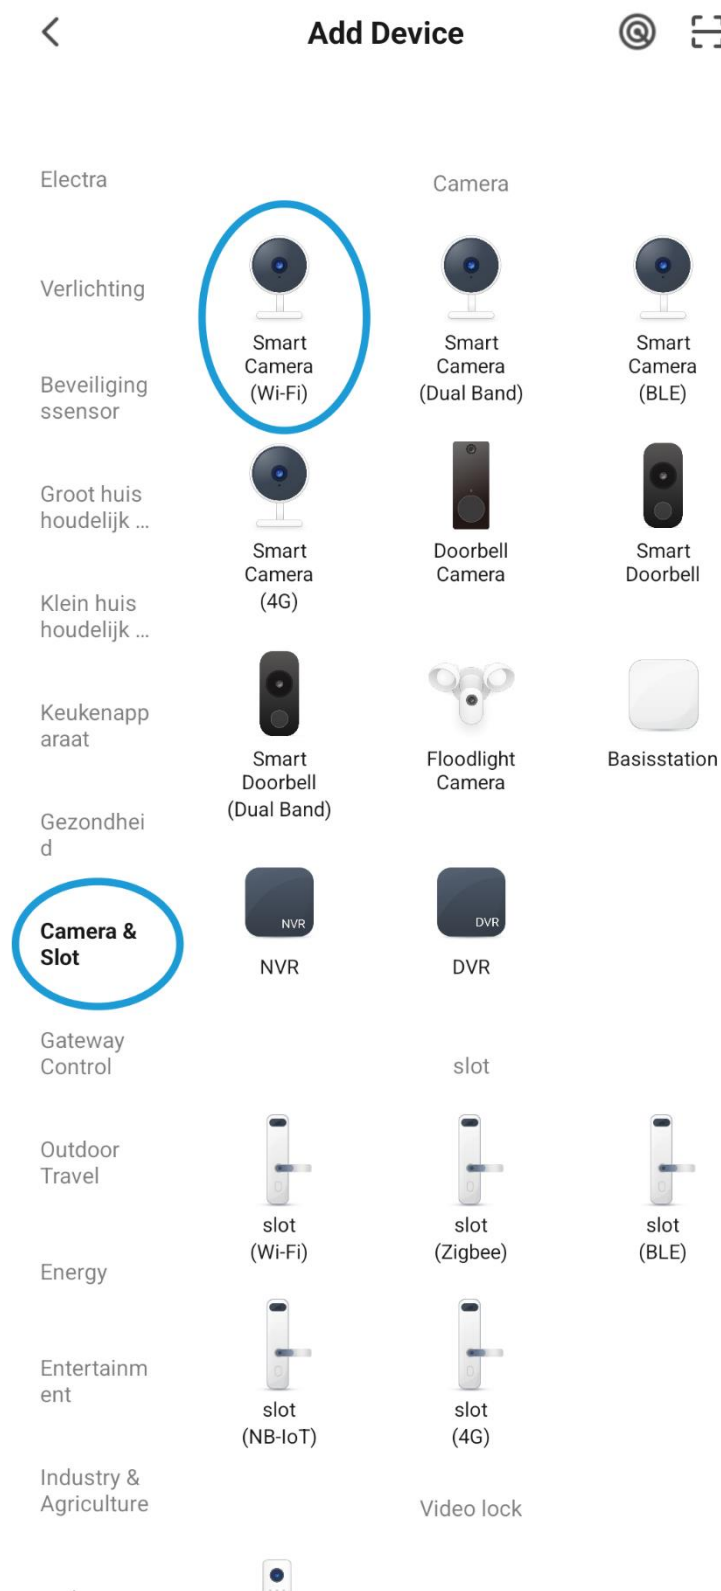 Add Device
Electra
Verlichting
Beveiliging
ssensor
Groot huis
houdelijk ...
Klein huis
houdelijk ...
Keukenapp
araat
Gezondhei
d
Camera &
Slot
Gateway
Control
Outdoor
Travel
Energy
Entertainm
ent
Industry &
Agriculture
Camera
Smart
Camera
(Wi-Fi)
Smart
Camera
(Dual Band)
Smart
Camera
(BLE)
Smart
Camera
(4G)
Doorbell
Camera
Smart
Doorbell
Smart
Doorbell
(Dual Band)
Floodlight
Camera
Basisstation
NVR
NVR
DVR
DVR
slot
slot
(Wi-Fi)
slot
(Zigbee)
slot
(BLE)
slot
(NB-IoT)
slot
(4G)
Video lock